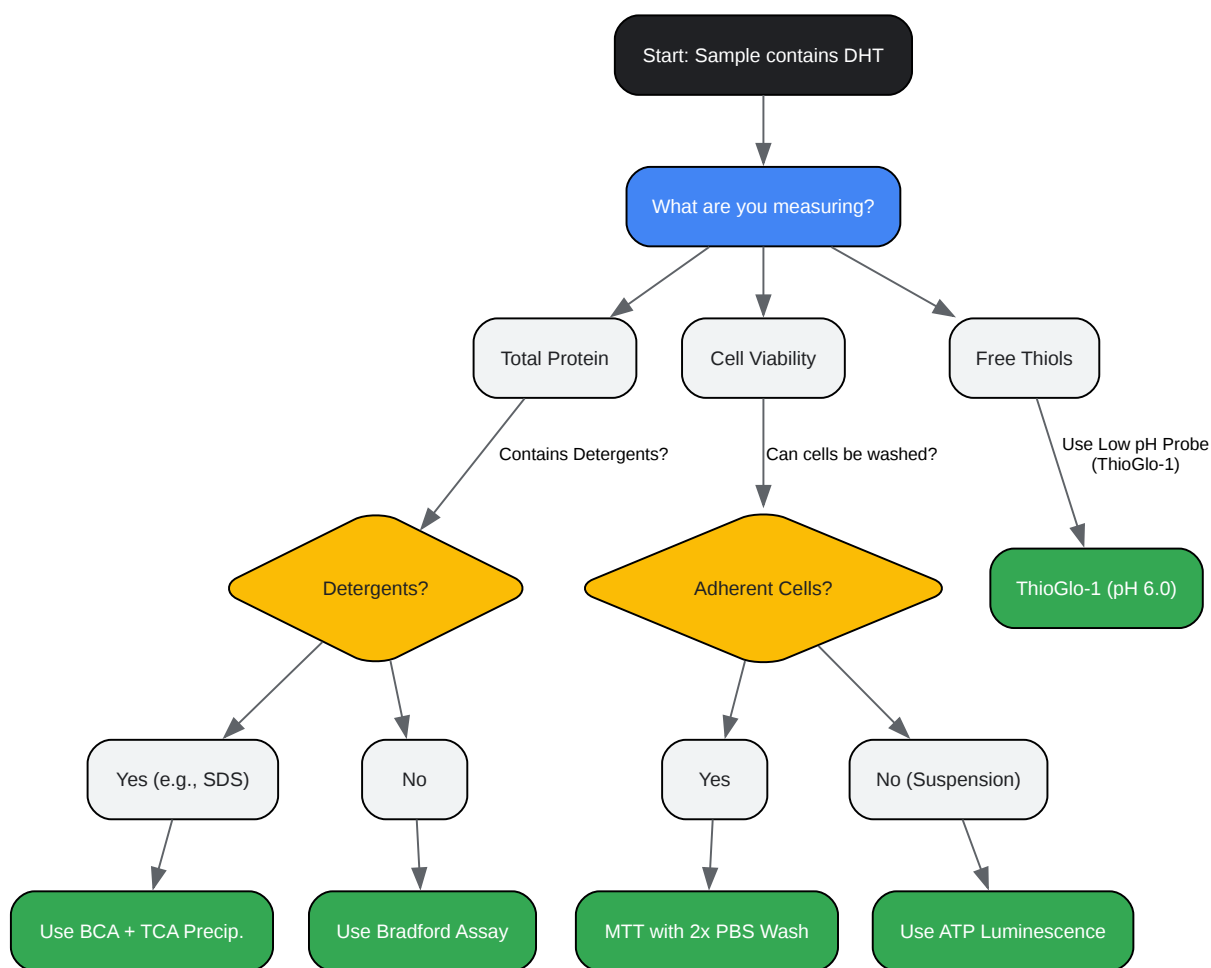 Start: Sample contains DHT
What are you measuring?
Total Protein
Cell Viability
Free Thiols
Contains Detergents?
Can cells be washed?
Use Low pH Probe
(ThioGlo-1)
Detergents?
Adherent Cells?
ThioGlo-1 (pH 6.0)
Yes (e.g., SDS)
No
Yes
No (Suspension)
Use BCA + TCA Precip.
Use Bradford Assay
MTT with 2x PBS Wash
Use ATP Luminescence